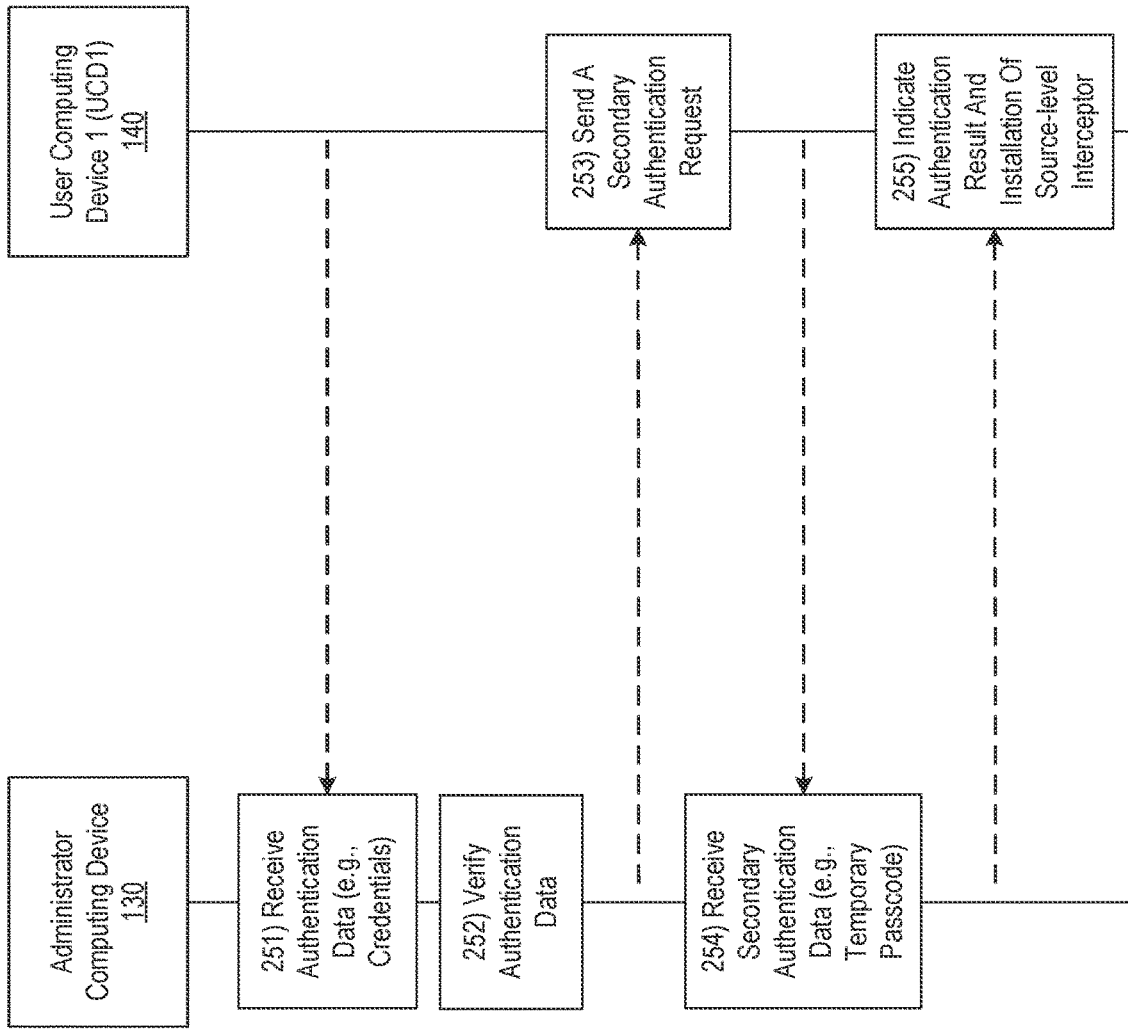 Administrator
Computing Device
130
User Computing
Device 1 (UCD1)
140
251) Receive
Authentication
Data (e.g.,
Credentials)
252) Verify
Authentication
Data
253) Send A
Secondary
Authentication
Request
254) Receive
Secondary
Authentication
Data (e.g.,
Temporary
Passcode)
255) Indicate
Authentication
Result And
Installation Of
Source-level
Interceptor